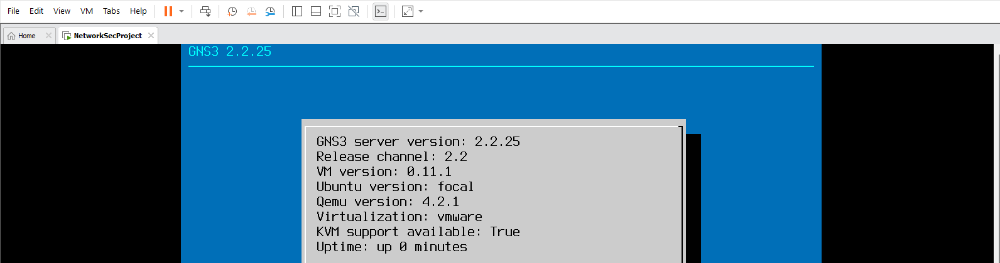 File Edit View VM Tabs Help
Home NetworkSecProject
GNS3 2.2.25
GNS3 server version: 2.2.25
Release channel: 2.2
VM version: 0.11.1
Ubuntu version: focal
Qemu version: 4.2.1
Virtualization: vmware
KVM support available: True
Uptime: up 0 minutes